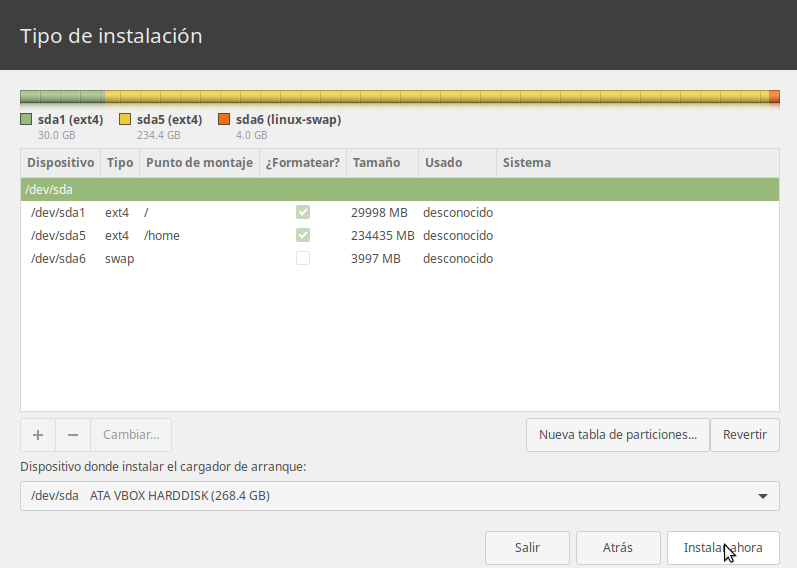 Tipo de instalación
sda1 (ext4) sda5 (ext4) sda6 (linux-swap)
30.0 GB 234.4 GB 4.0 GB
Dispositivo Tipo Punto de montaje ¿Formatear? Tamaño Usado Sistema
/dev/sda
/dev/sda1 ext4 / 29998 MB desconocido
/dev/sda5 ext4 /home 234435 MB desconocido
/dev/sda6 swap 3997 MB desconocido
+ − Cambiar... Nueva tabla de particiones... Revertir
Dispositivo donde instalar el cargador de arranque:
/dev/sda ATA VBOX HARDDISK (268.4 GB)
Salir Atrás Instalar ahora